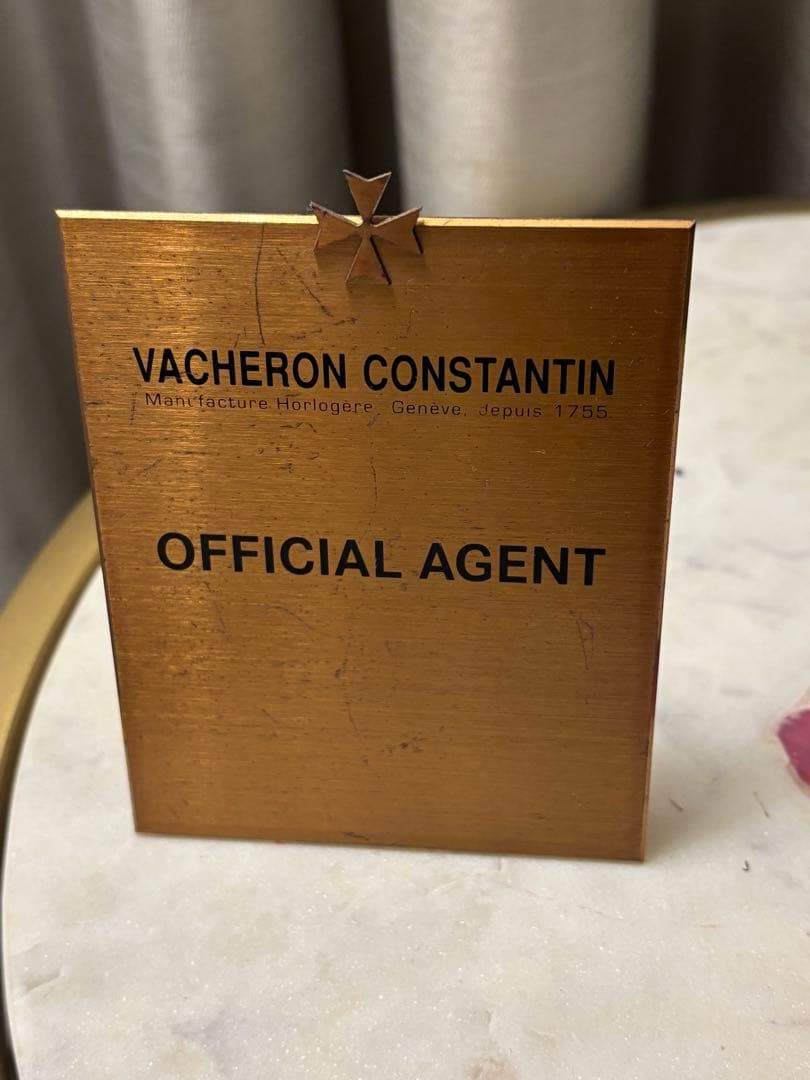 VACHERON CONSTANTIN
Manufacture Horlogère, Genève, depuis 1755.
OFFICIAL AGENT